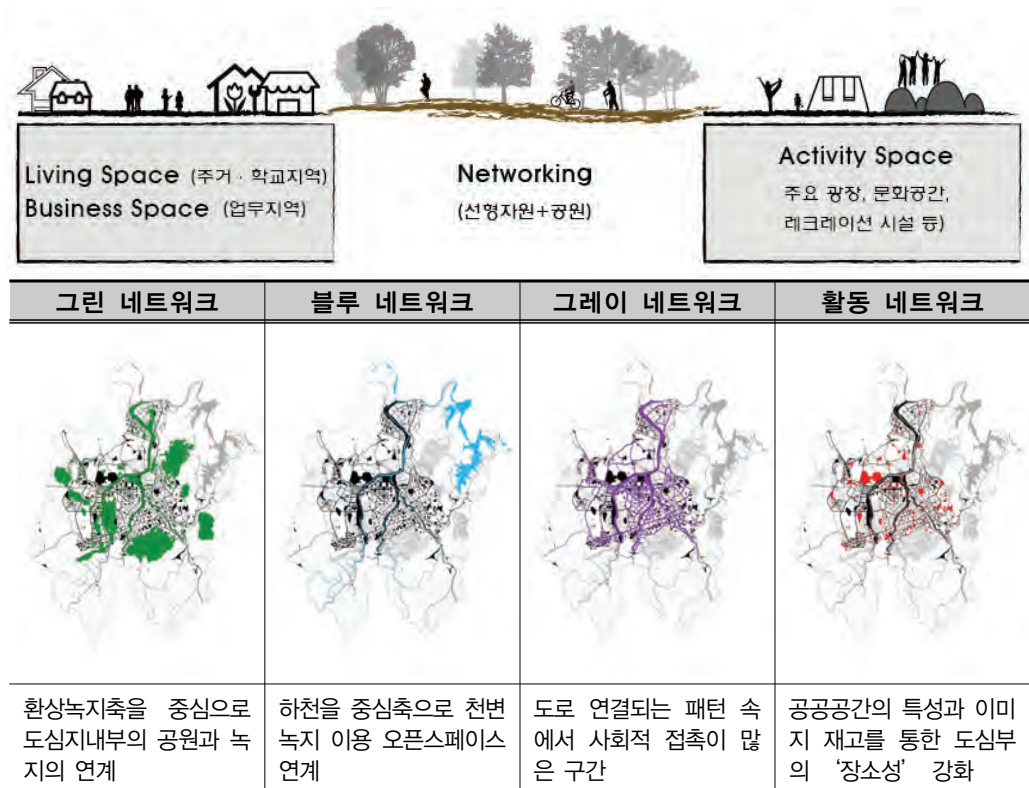 Living Space (주거 · 학교지역)
Business Space (업무지역)
Networking
(선형자원+공원)
Activity Space
주요 광장, 문화공간,
레크레이션 시설 등)
그린 네트워크
블루 네트워크
그레이 네트워크
활동 네트워크
환상녹지축을 중심으로
도심지내부의 공원과 녹
지의 연계
하천을 중심축으로 천변
녹지 이용 오픈스페이스
연계
도로 연결되는 패턴 속
에서 사회적 접촉이 많
은 구간
공공공간의 특성과 이미
지 재고를 통한 도심부
의 ‘장소성’ 강화